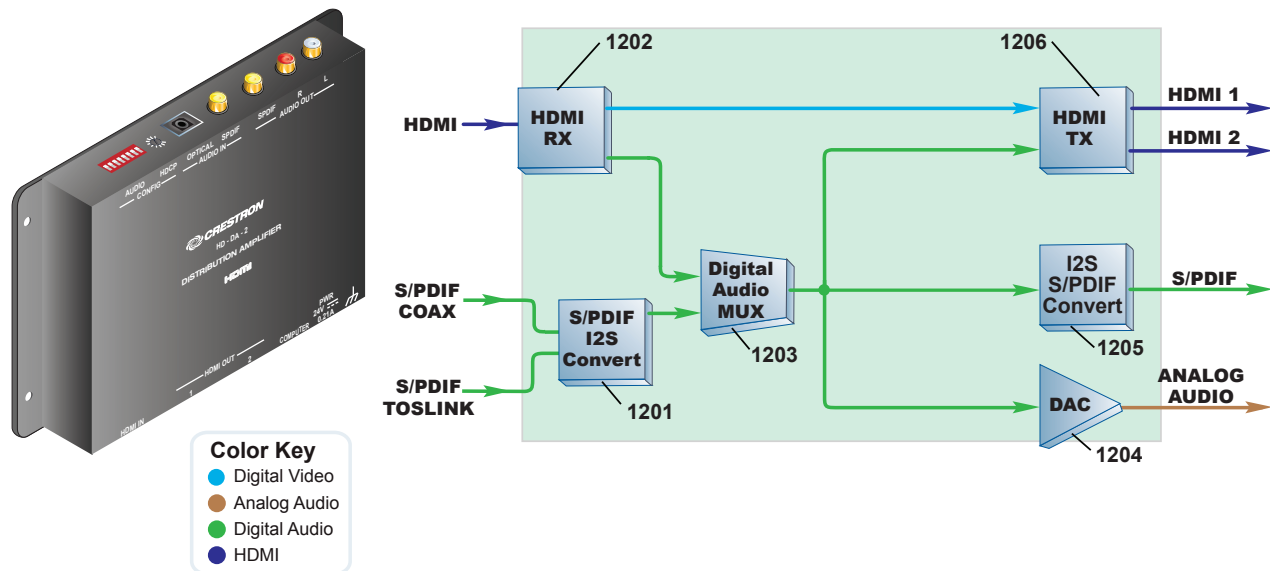 AUDIO
CONFIG
HDCP
OPTICAL
SPDIF
AUDIO IN
SPDIF
R
L
AUDIO OUT
CRESTRON
HD-DA-2
DISTRIBUTION AMPLIFIER
HDMI
PWR
24V
0.21A
COMPUTER
HDMI OUT
1
2
HDMI IN
Color Key
Digital Video
Analog Audio
Digital Audio
HDMI
1202
1206
HDMI
HDMI
RX
HDMI
TX
HDMI 1
HDMI 2
S/PDIF
COAX
S/PDIF
TOSLINK
S/PDIF
I2S
Convert
1201
Digital
Audio
MUX
1203
I2S
S/PDIF
Convert
1205
S/PDIF
DAC
1204
ANALOG
AUDIO